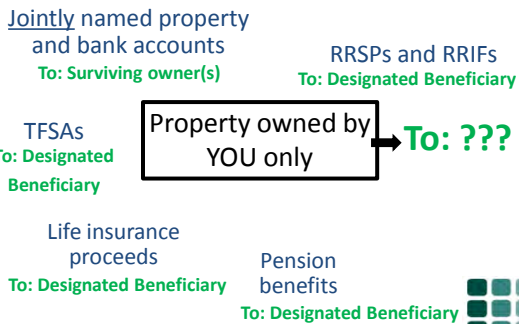 Jointly named property
and bank accounts
To: Surviving owner(s)
RRSPs and RRIFs
To: Designated Beneficiary
TFSAs
To: Designated
Beneficiary
Property owned by
YOU only
To: ???
Life insurance
proceeds
To: Designated Beneficiary
Pension
benefits
To: Designated Beneficiary